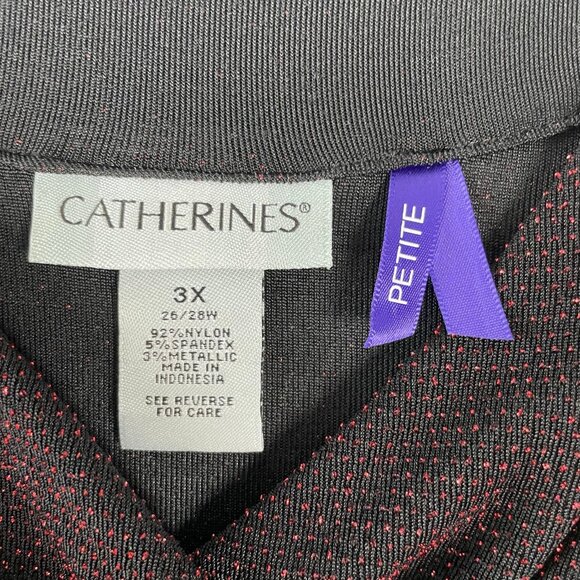 CATHERINES®
3X
26/28W
92%NYLON
5%SPANDEX
3%METALLIC
MADE IN
INDONESIA
SEE REVERSE
FOR CARE
PETITE